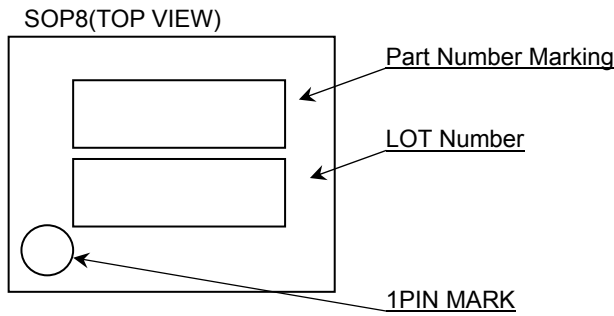 SOP8(TOP VIEW)
Part Number Marking
LOT Number
1PIN MARK